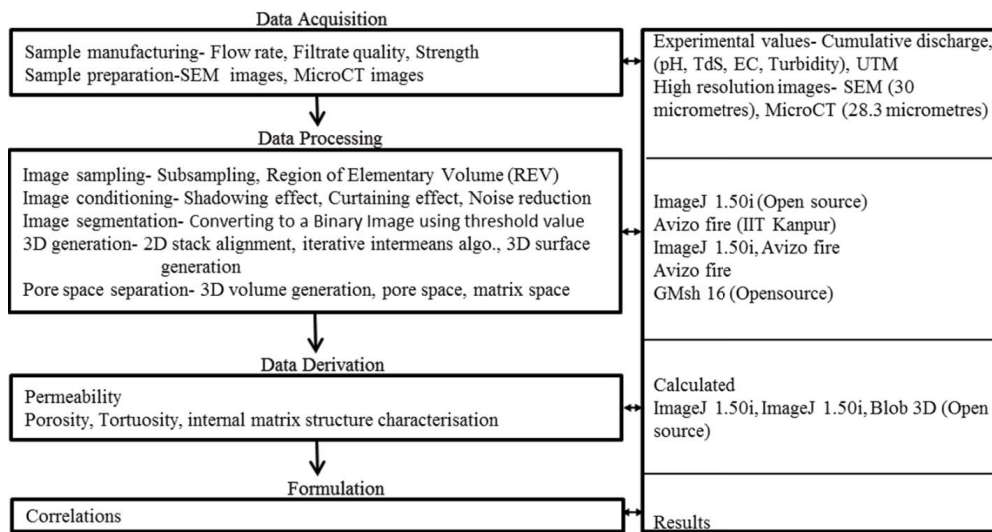 Data Acquisition
Sample manufacturing- Flow rate, Filtrate quality, Strength
Sample preparation-SEM images, MicroCT images
Experimental values- Cumulative discharge,
(pH, TdS, EC, Turbidity), UTM
High resolution images- SEM (30
micrometres), MicroCT (28.3 micrometres)
Data Processing
Image sampling- Subsampling, Region of Elementary Volume (REV)
Image conditioning- Shadowing effect, Curtaining effect, Noise reduction
Image segmentation- Converting to a Binary Image using threshold value
3D generation- 2D stack alignment, iterative intermeans algo., 3D surface
generation
Pore space separation- 3D volume generation, pore space, matrix space
ImageJ 1.50i (Open source)
Avizo fire (IIT Kanpur)
ImageJ 1.50i, Avizo fire
Avizo fire
GMsh 16 (Opensource)
Data Derivation
Permeability
Porosity, Tortuosity, internal matrix structure characterisation
Calculated
ImageJ 1.50i, ImageJ 1.50i, Blob 3D (Open
source)
Formulation
Correlations
Results